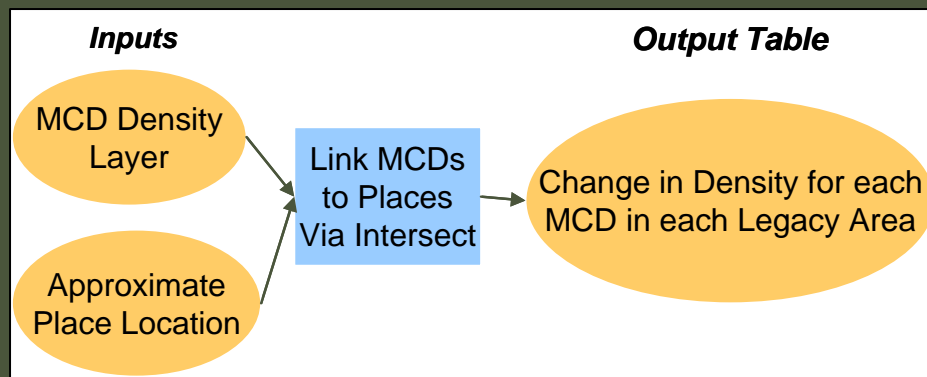 Inputs
Output Table
MCD Density
Layer
Link MCDs
to Places
Via Intersect
Change in Density for each
MCD in each Legacy Area
Approximate
Place Location